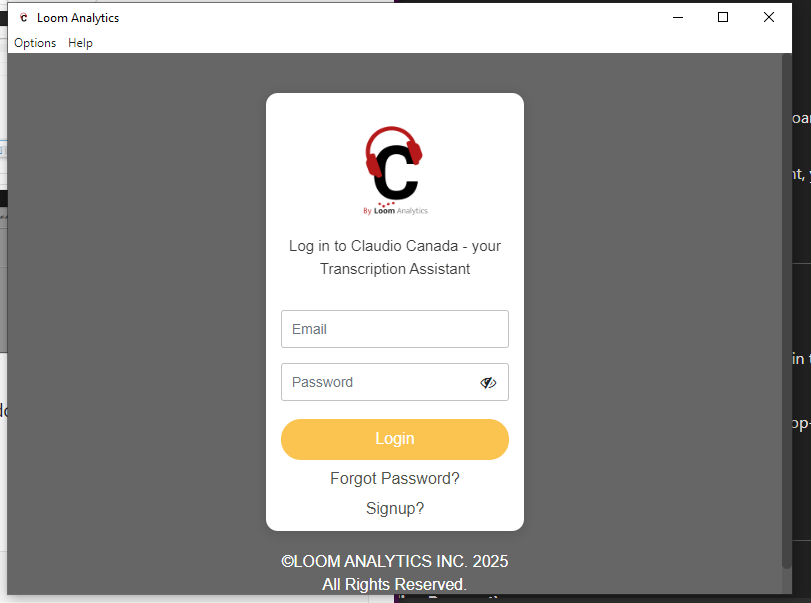 Loom Analytics
Options Help
C
By Loom Analytics
Log in to Claudio Canada - your
Transcription Assistant
Email
Password
Login
Forgot Password?
Signup?
©LOOM ANALYTICS INC. 2025
All Rights Reserved.